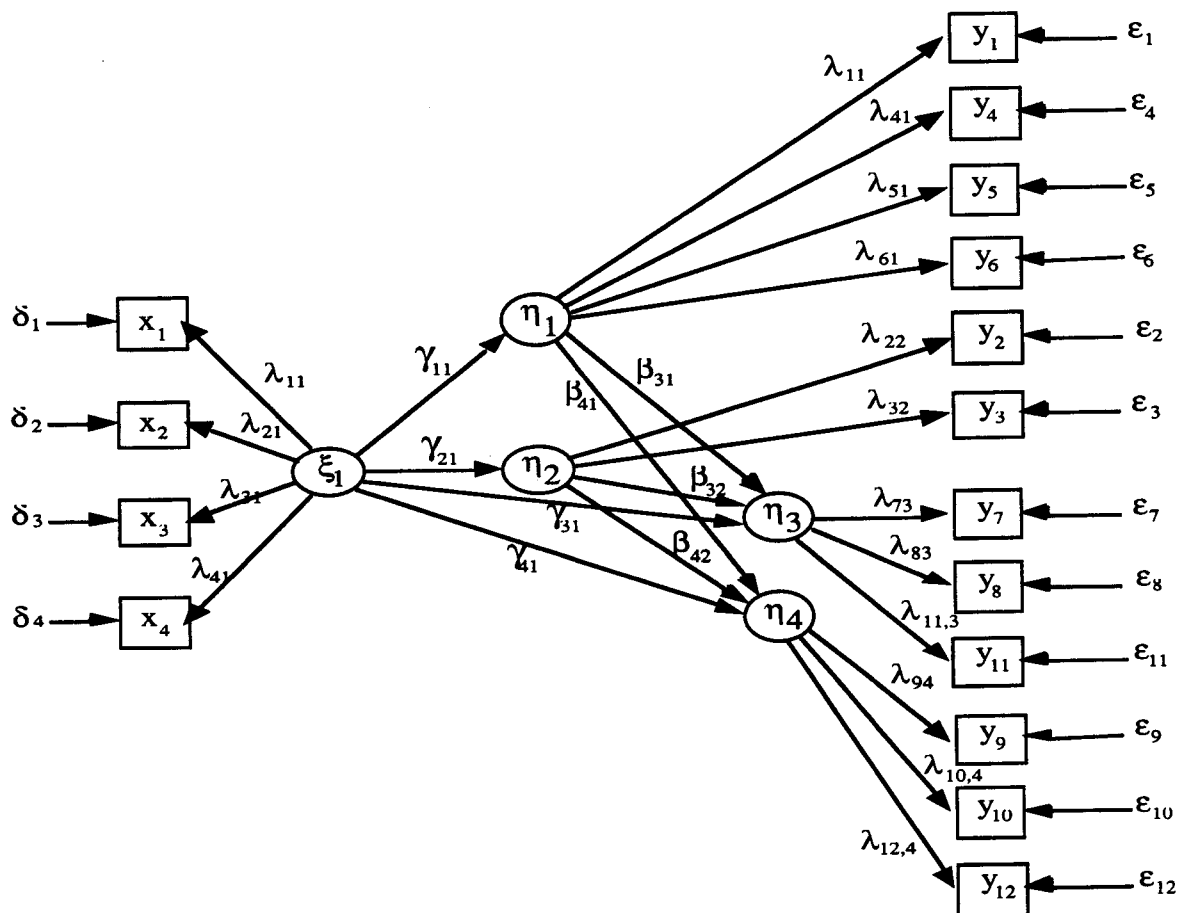 y₁
ε₁
λ₁₁
y₄
ε₄
λ₄₁
y₅
ε₅
λ₅₁
y₆
ε₆
λ₆₁
δ₁
x₁
η₁
y₂
ε₂
λ₂₂
γ₁₁
λ₁₁
β₃₁
β₄₁
y₃
ε₃
λ₃₂
δ₂
x₂
λ₂₁
ξ₁
γ₂₁
η₂
β₃₂
δ₃
x₃
γ₃₁
η₃
λ₇₃
y₇
ε₇
γ₄₁
β₄₂
λ₈₃
y₈
ε₈
λ₄₁
δ₄
x₄
η₄
λ₁₁,₃
y₁₁
ε₁₁
λ₉₄
y₉
ε₉
λ₁₀,₄
y₁₀
ε₁₀
λ₁₂,₄
y₁₂
ε₁₂